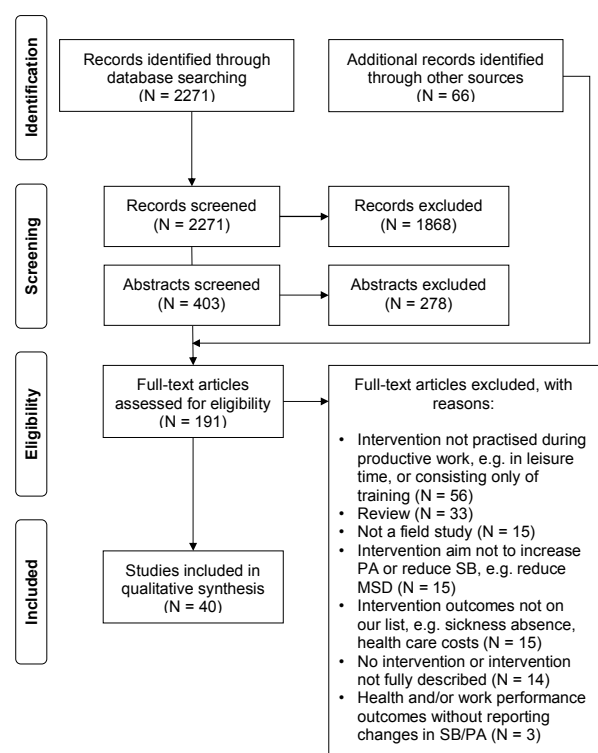 Identification
Records identified through
database searching
(N = 2271)
Additional records identified
through other sources
(N = 66)
Screening
Records screened
(N = 2271)
Records excluded
(N = 1868)
Abstracts screened
(N = 403)
Abstracts excluded
(N = 278)
Eligibility
Full-text articles
assessed for eligibility
(N = 191)
Full-text articles excluded, with
reasons:
• Intervention not practised during
productive work, e.g. in leisure
time, or consisting only of
training (N = 56)
• Review (N = 33)
• Not a field study (N = 15)
• Intervention aim not to increase
PA or reduce SB, e.g. reduce
MSD (N = 15)
• Intervention outcomes not on
our list, e.g. sickness absence,
health care costs (N = 15)
• No intervention or intervention
not fully described (N = 14)
• Health and/or work performance
outcomes without reporting
changes in SB/PA (N = 3)
Included
Studies included in
qualitative synthesis
(N = 40)